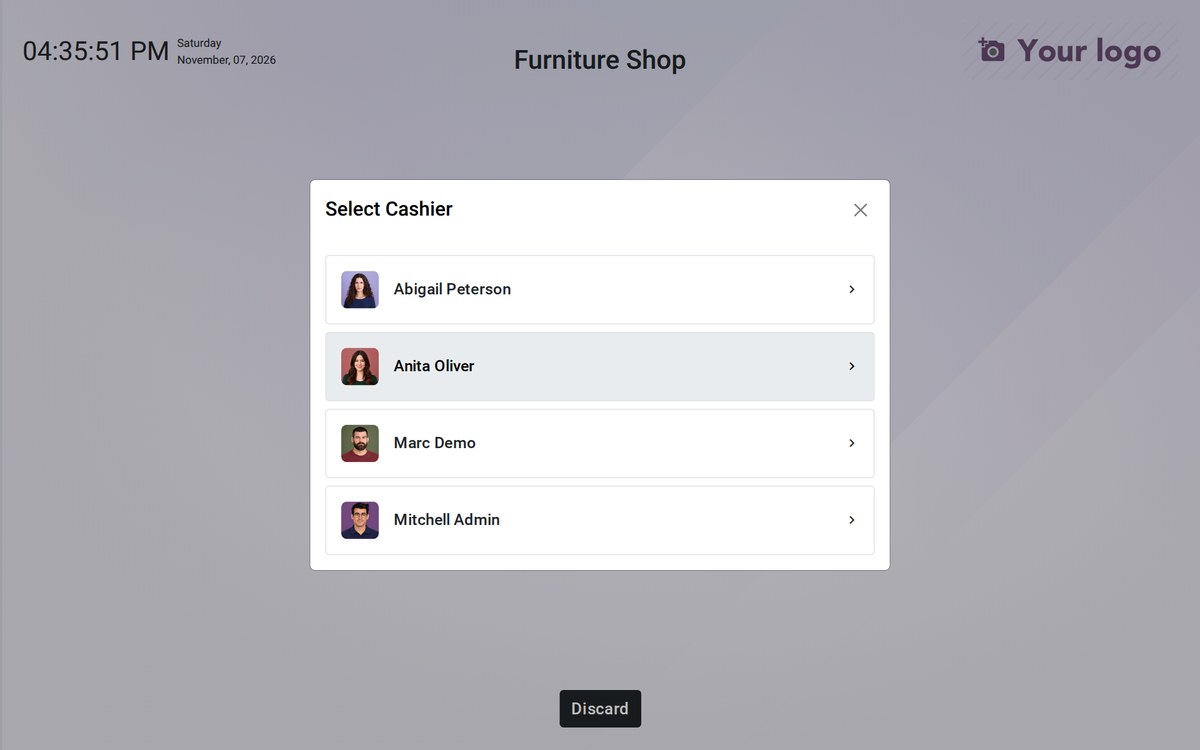 04:35:51 PM
Saturday
November, 07, 2026
Furniture Shop
Your logo
Select Cashier
Abigail Peterson
Anita Oliver
Marc Demo
Mitchell Admin
Discard